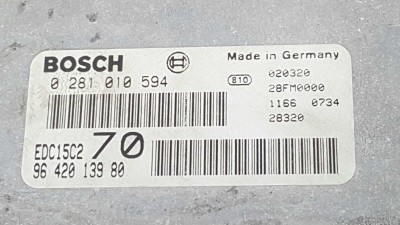 BOSCH
Made in Germany
0 281 010 594
810
020320
28FM0000
1166 0734
28320
EDC15C2 70
96 420 139 80